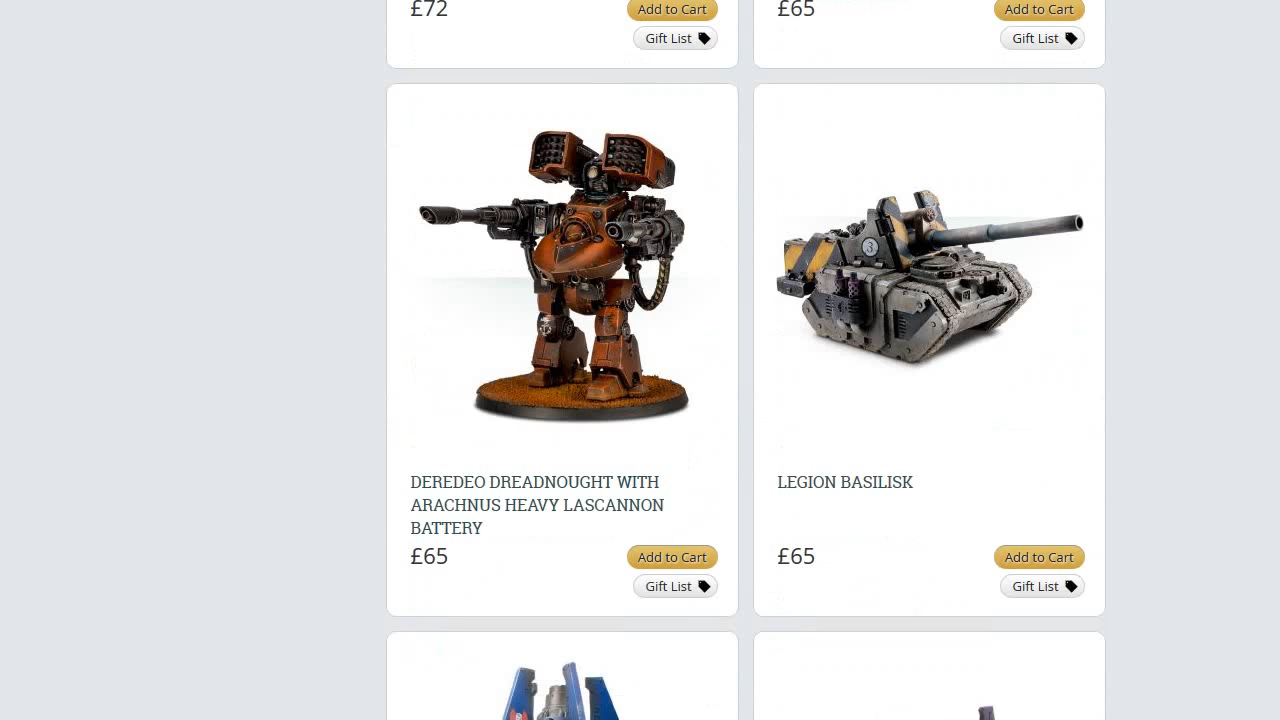 £72
Add to Cart
£65
Add to Cart
Gift List
Gift List
3
DEREDEO DREADNOUGHT WITH
ARACHNUS HEAVY LASCANNON
BATTERY
£65
Add to Cart
Gift List
LEGION BASILISK
£65
Add to Cart
Gift List